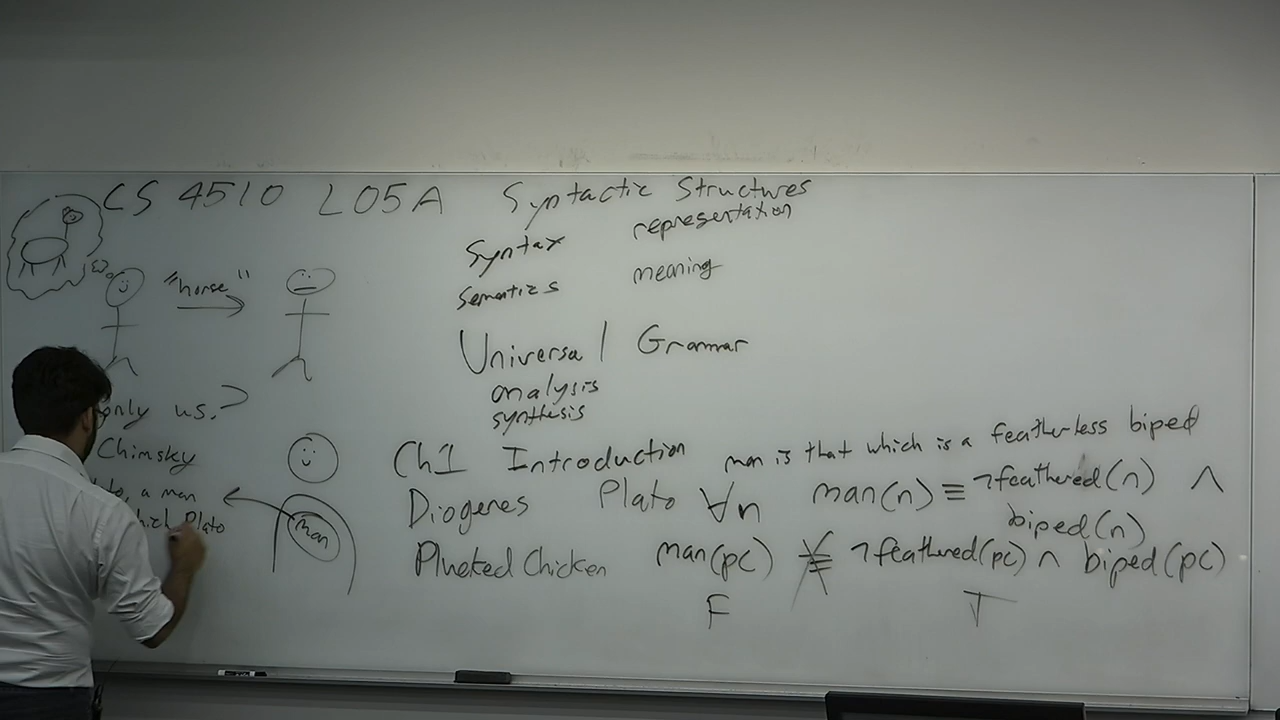 CS 4510 L05A Syntactic Structures
Syntax representation
Sematics meaning
"horse"
Universal Grammar
analysis
synthesis
only us?
Chimsky
a man
Plato
man
Ch1 Introduction man is that which is a featherless biped
Diogenes Plato ∀n man(n) ≡ ¬feathered(n) ∧
biped(n)
Plucked Chicken man(pc) ≢ ¬feathered(pc) ∧ biped(pc)
F T